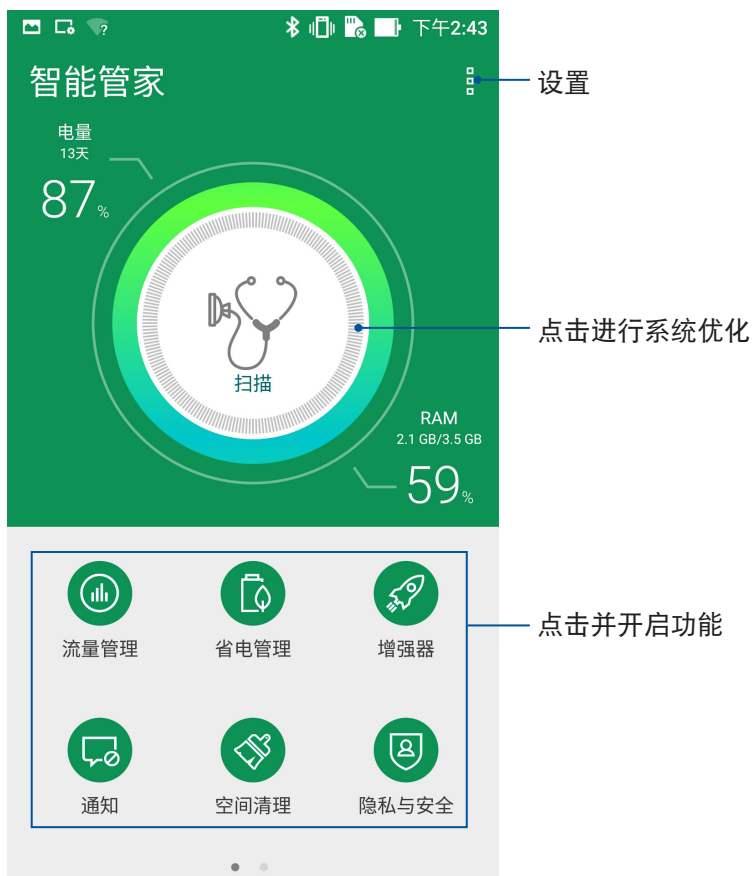 下午2:43
智能管家
设置
电量
13天
87%
点击进行系统优化
扫描
RAM
2.1 GB/3.5 GB
59%
点击并开启功能
流量管理 省电管理 增强器
通知 空间清理 隐私与安全